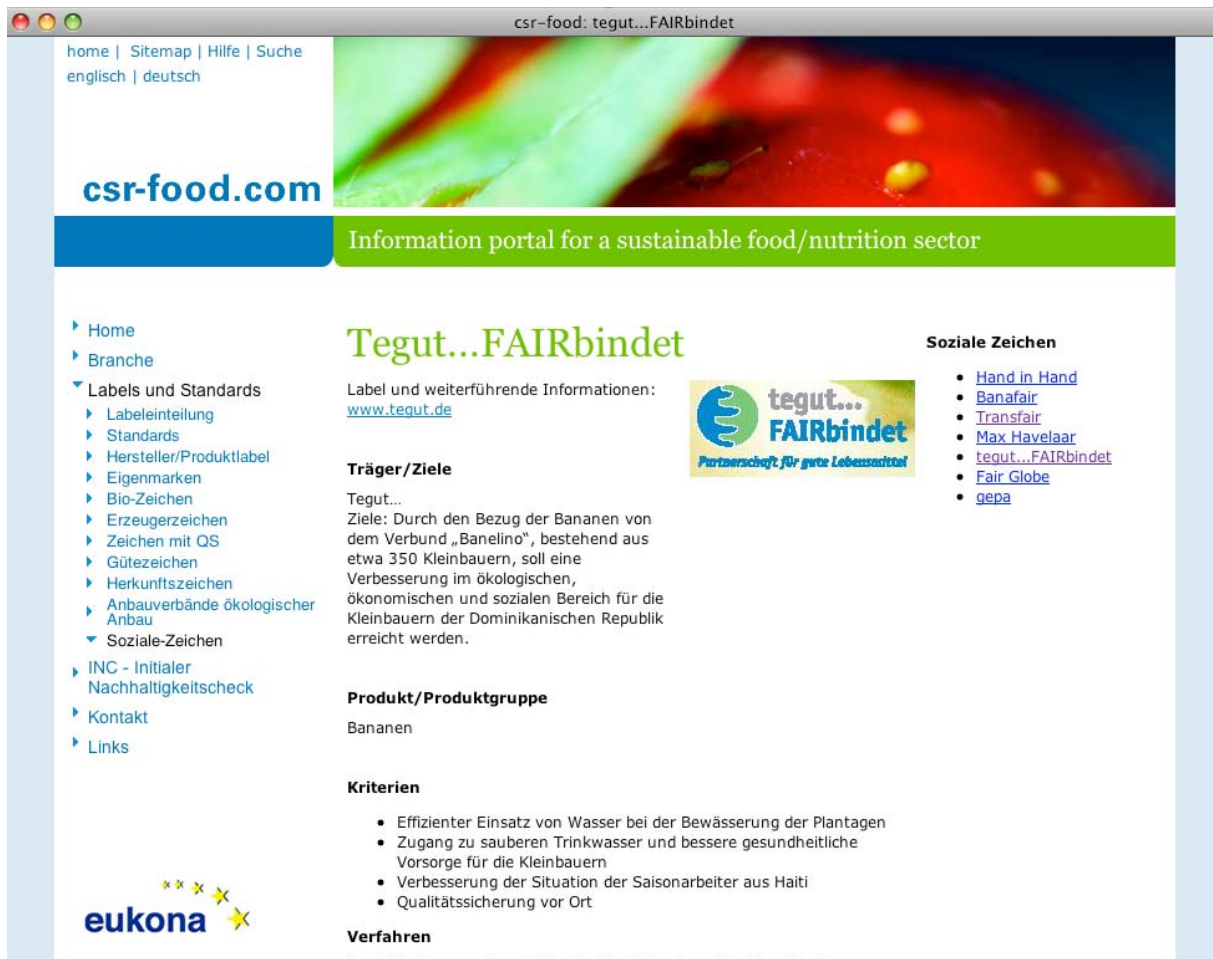 csr-food: tegut...FAIRbindet
home | Sitemap | Hilfe | Suche
englisch | deutsch
csr-food.com
Information portal for a sustainable food/nutrition sector
Home
Branche
Labels und Standards
Labeleinteilung
Standards
Hersteller/Produktlabel
Eigenmarken
Bio-Zeichen
Erzeugerzeichen
Zeichen mit QS
Gütezeichen
Herkunftszeichen
Anbauverbände ökologischer
Anbau
Soziale-Zeichen
INC - Initialer
Nachhaltigkeitscheck
Kontakt
Links
eukona
Tegut...FAIRbindet
Label und weiterführende Informationen:
www.tegut.de
tegut...
FAIRbindet
Partnerschaft für gute Lebensmittel
Träger/Ziele
Tegut...
Ziele: Durch den Bezug der Bananen von
dem Verbund „Banelino“, bestehend aus
etwa 350 Kleinbauern, soll eine
Verbesserung im ökologischen,
ökonomischen und sozialen Bereich für die
Kleinbauern der Dominikanischen Republik
erreicht werden.
Produkt/Produktgruppe
Bananen
Kriterien
Effizienter Einsatz von Wasser bei der Bewässerung der Plantagen
Zugang zu sauberen Trinkwasser und bessere gesundheitliche
Vorsorge für die Kleinbauern
Verbesserung der Situation der Saisonarbeiter aus Haiti
Qualitätssicherung vor Ort
Verfahren
Soziale Zeichen
Hand in Hand
Banafair
Transfair
Max Havelaar
tegut...FAIRbindet
Fair Globe
gepa